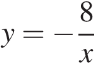 y = −8/x